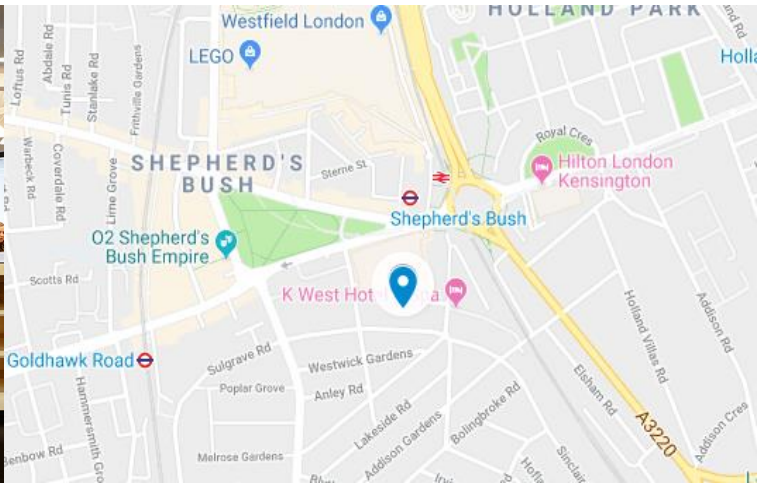 HOLLAND PARK
Westfield London
LEGO
Holla
Loftus Rd
Abdale Rd
Tunis Rd
Stanlake Rd
Frithville Gardens
Royal Cres
Hilton London
Kensington
SHEPHERD'S
BUSH
Sterne St
Warbeck Rd
Coverdale Rd
Lime Grove
Shepherd's Bush
O2 Shepherd's
Bush Empire
Scotts Rd
K West Hot
a
Goldhawk Road
Sulgrave Rd
Westwick Gardens
Poplar Grove
Anley Rd
Holland Villas Rd
Addison Rd
Elsham Rd
A3220
Hammersmith Gro
Lakeside Rd
Addison Gardens
Bolingbroke Rd
Addison Cres
Benbow Rd
Melrose Gardens
Sinclair